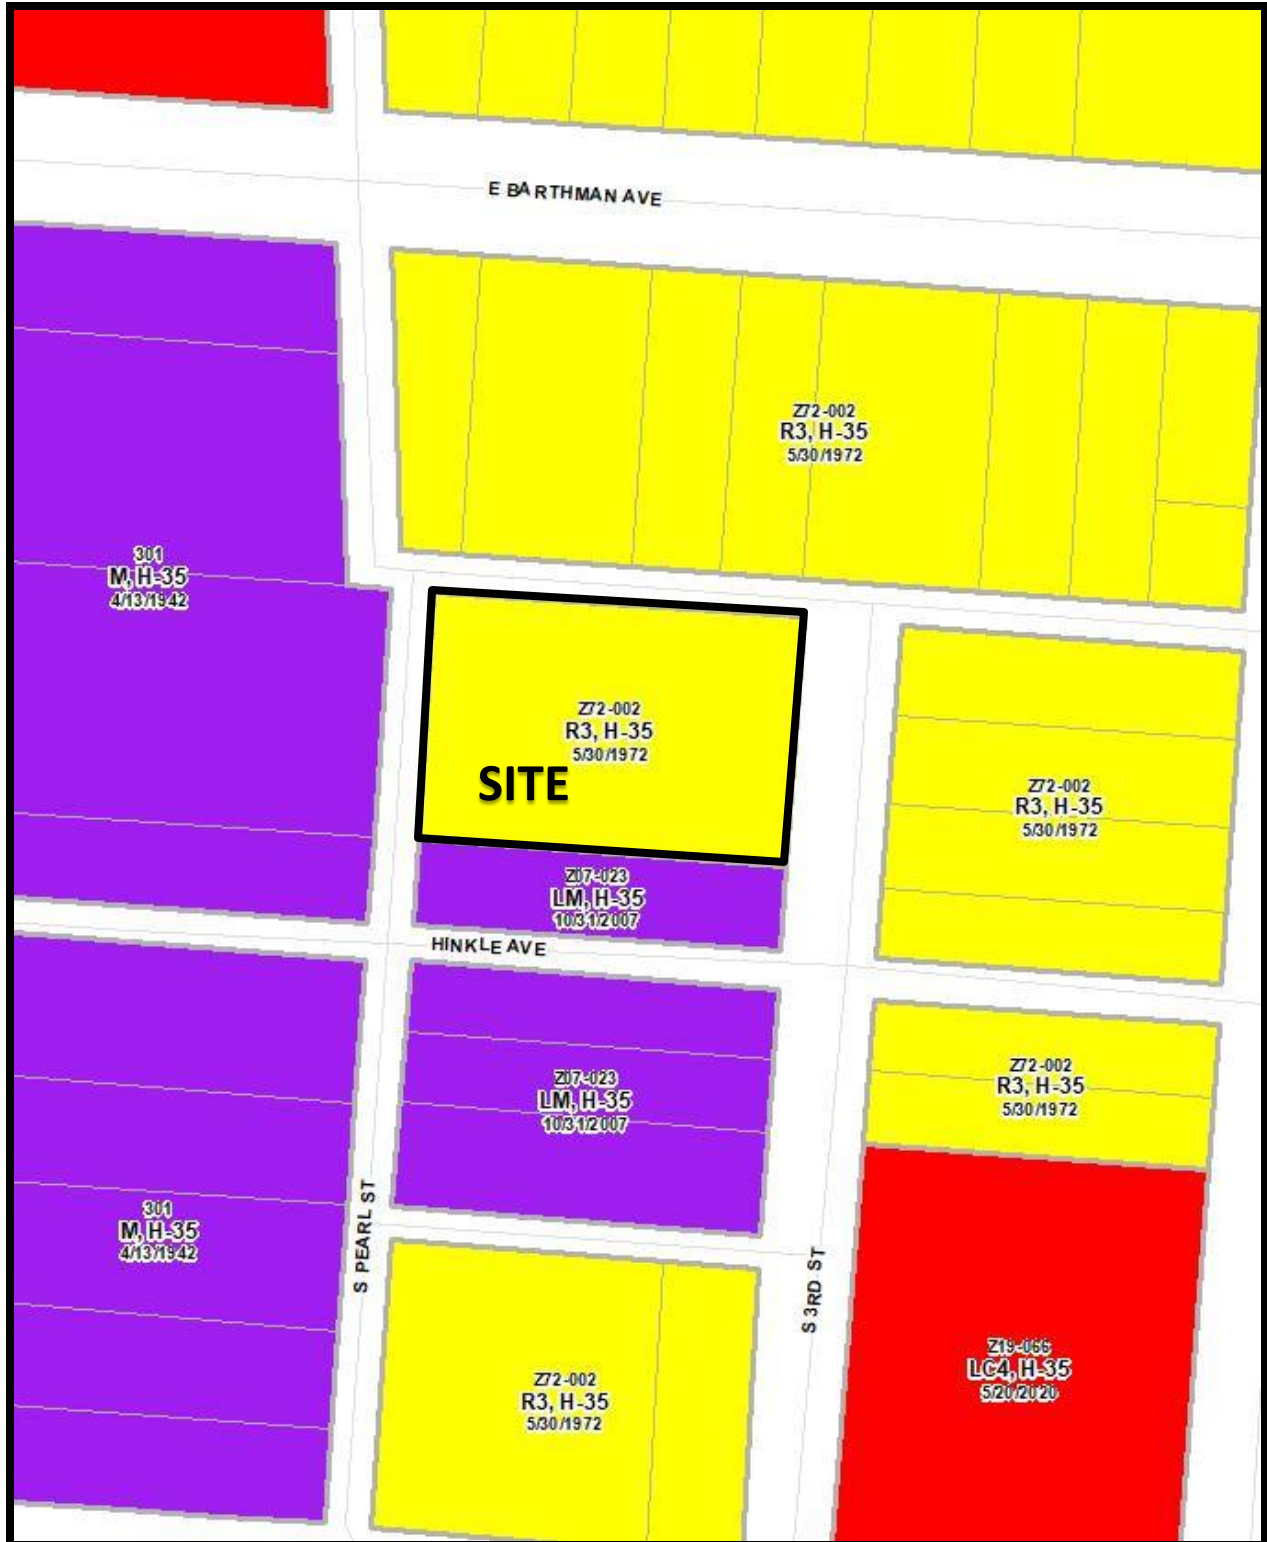 E BARTHMAN AVE
Z72-002
R3, H-35
5/30/1972
301
M, H-35
4/13/1942
Z72-002
R3, H-35
5/30/1972
SITE
Z72-002
R3, H-35
5/30/1972
Z07-023
LM, H-35
10/31/2007
HINKLE AVE
Z72-002
R3, H-35
5/30/1972
Z07-023
LM, H-35
10/31/2007
301
M, H-35
4/13/1942
S PEARL ST
S 3RD ST
Z19-066
LC4, H-35
5/20/2020
Z72-002
R3, H-35
5/30/1972